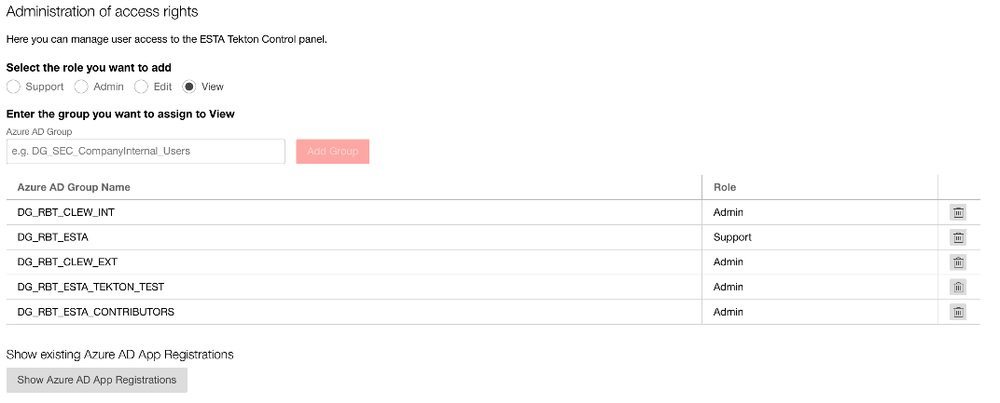 Administration of access rights
Here you can manage user access to the ESTA Tekton Control panel.
Select the role you want to add
Support Admin Edit View
Enter the group you want to assign to View
Azure AD Group
e.g. DG_SEC_CompanyInternal_Users Add Group
Azure AD Group Name Role
DG_RBT_CLEW_INT Admin
DG_RBT_ESTA Support
DG_RBT_CLEW_EXT Admin
DG_RBT_ESTA_TEKTON_TEST Admin
DG_RBT_ESTA_CONTRIBUTORS Admin
Show existing Azure AD App Registrations
Show Azure AD App Registrations